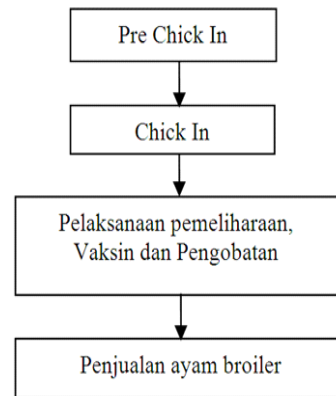 Pre Chick In
Chick In
Pelaksanaan pemeliharaan,
Vaksin dan Pengobatan
Penjualan ayam broiler